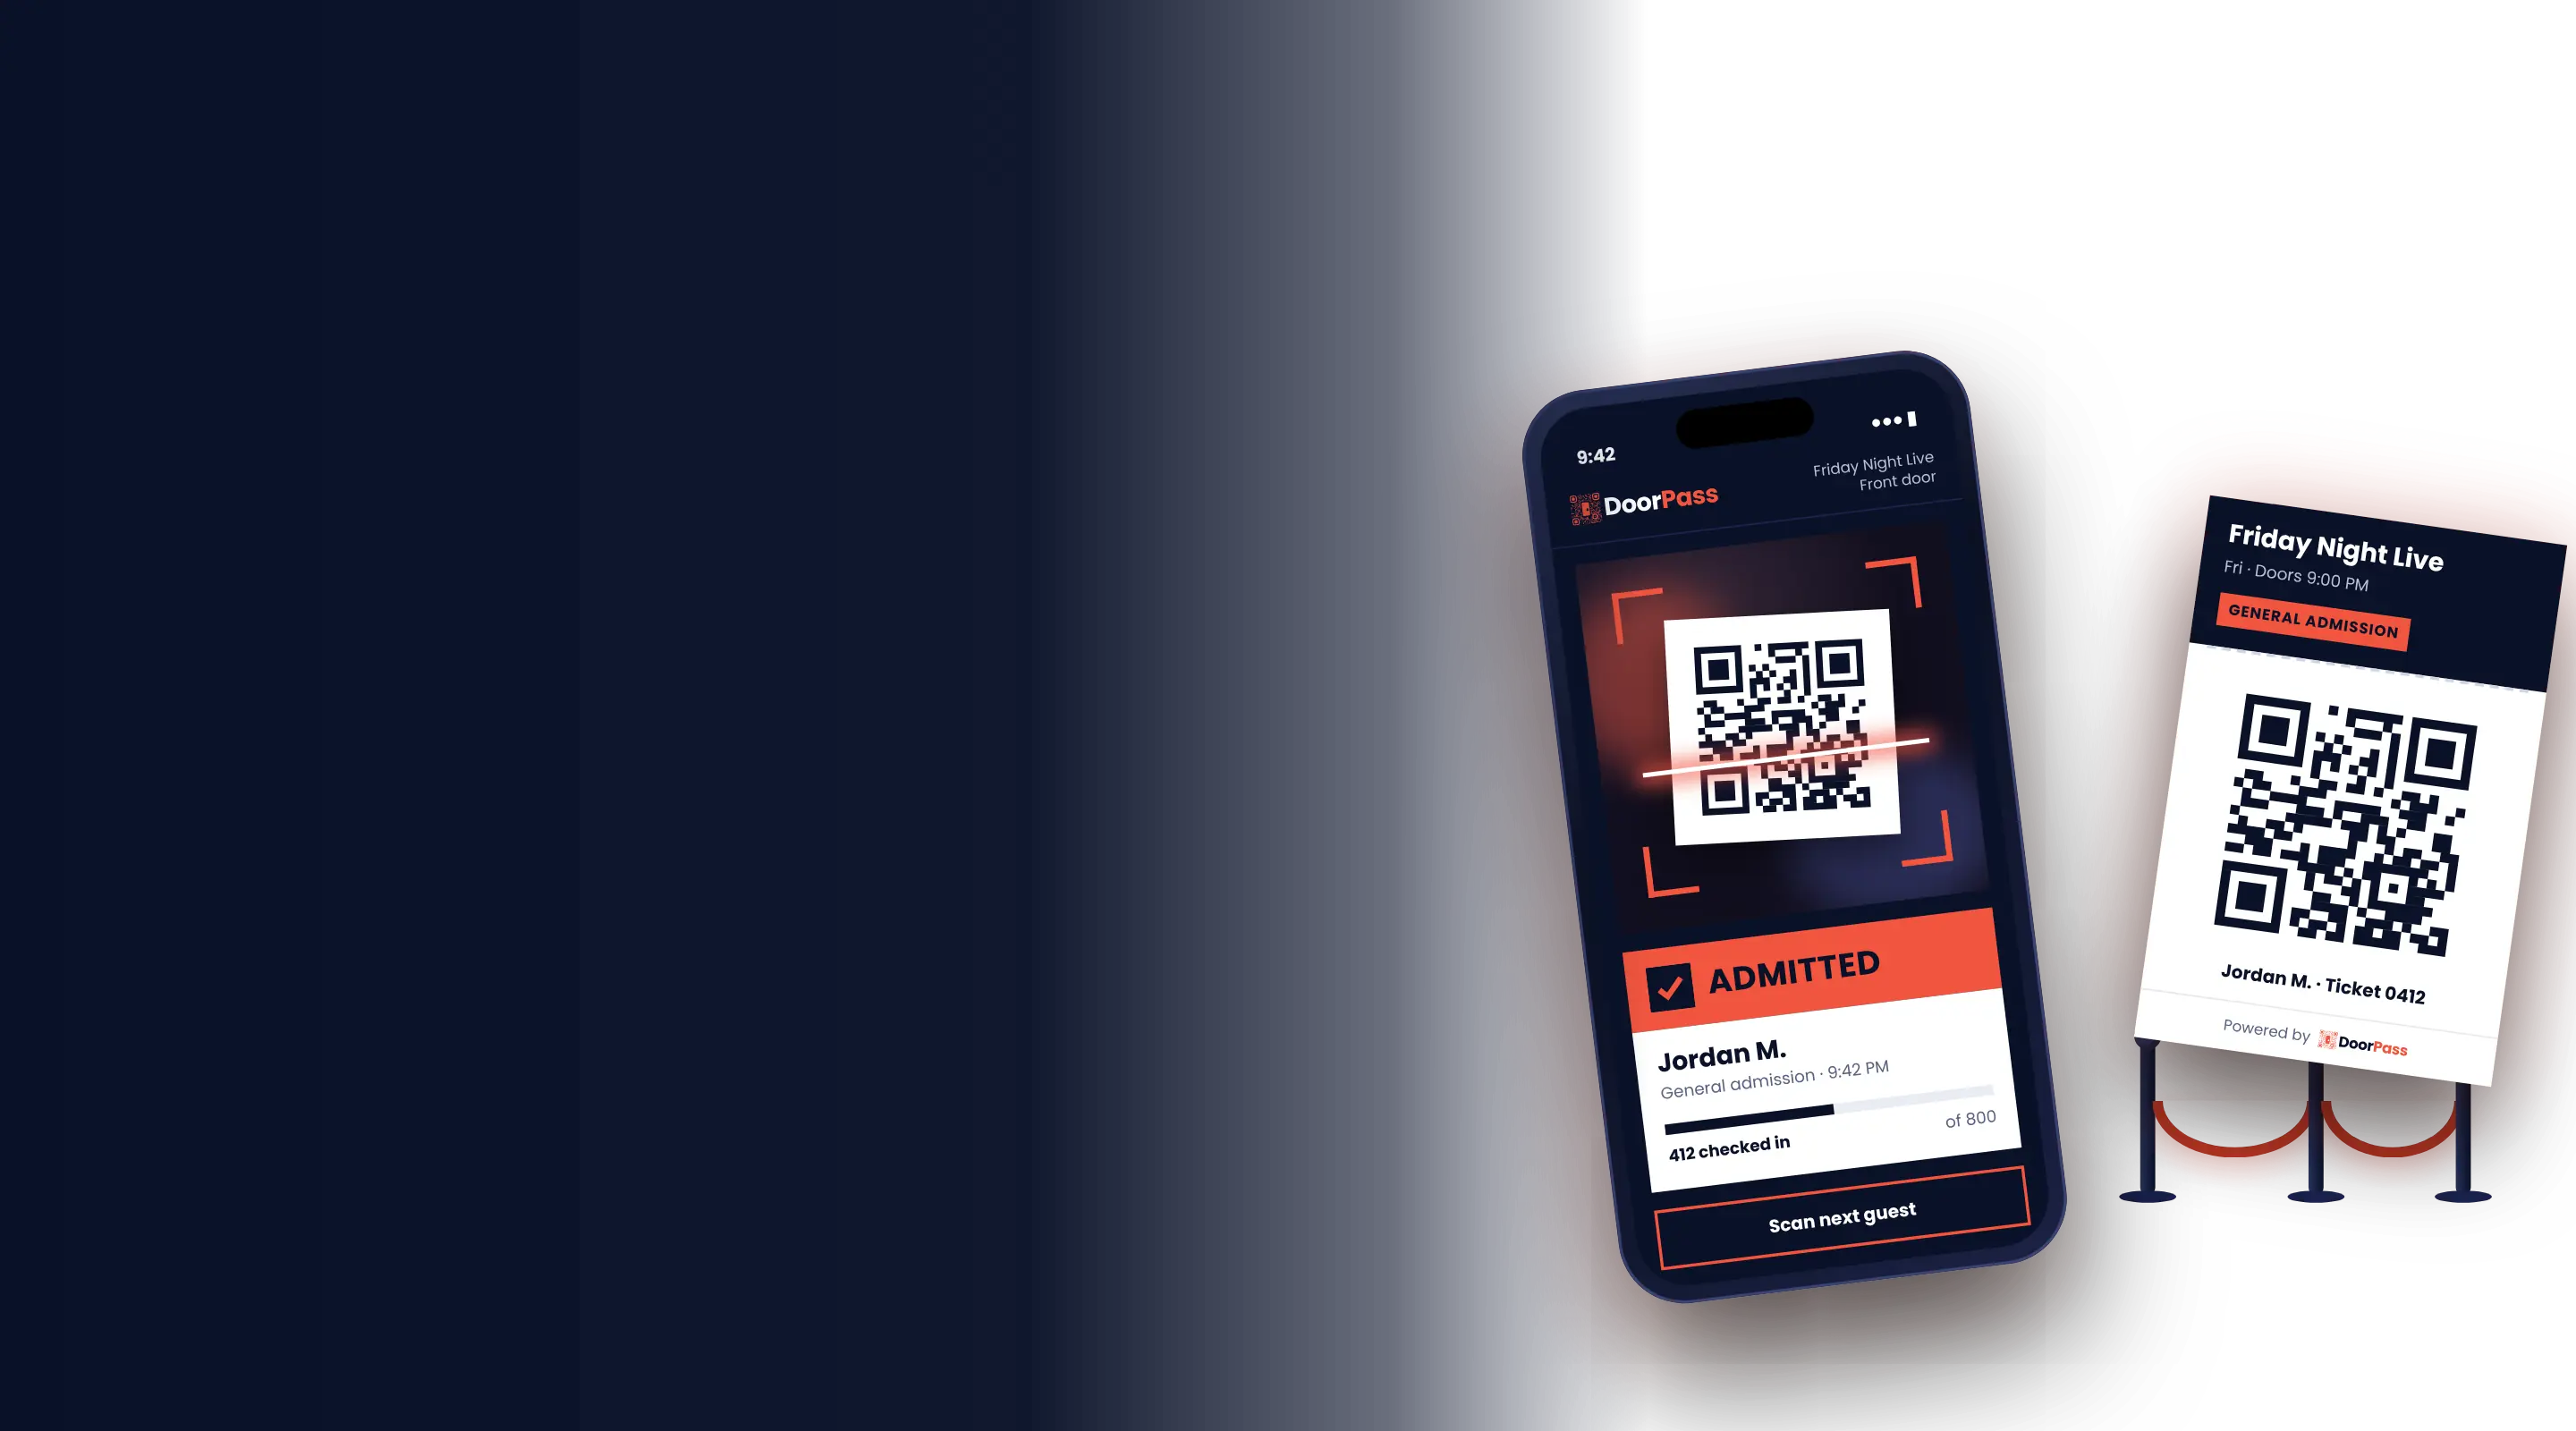 9:42
DoorPass
Friday Night Live
Front door
ADMITTED
Jordan M.
General admission · 9:42 PM
412 checked in
of 800
Scan next guest
Friday Night Live
Fri · Doors 9:00 PM
GENERAL ADMISSION
Jordan M. · Ticket 0412
Powered by DoorPass